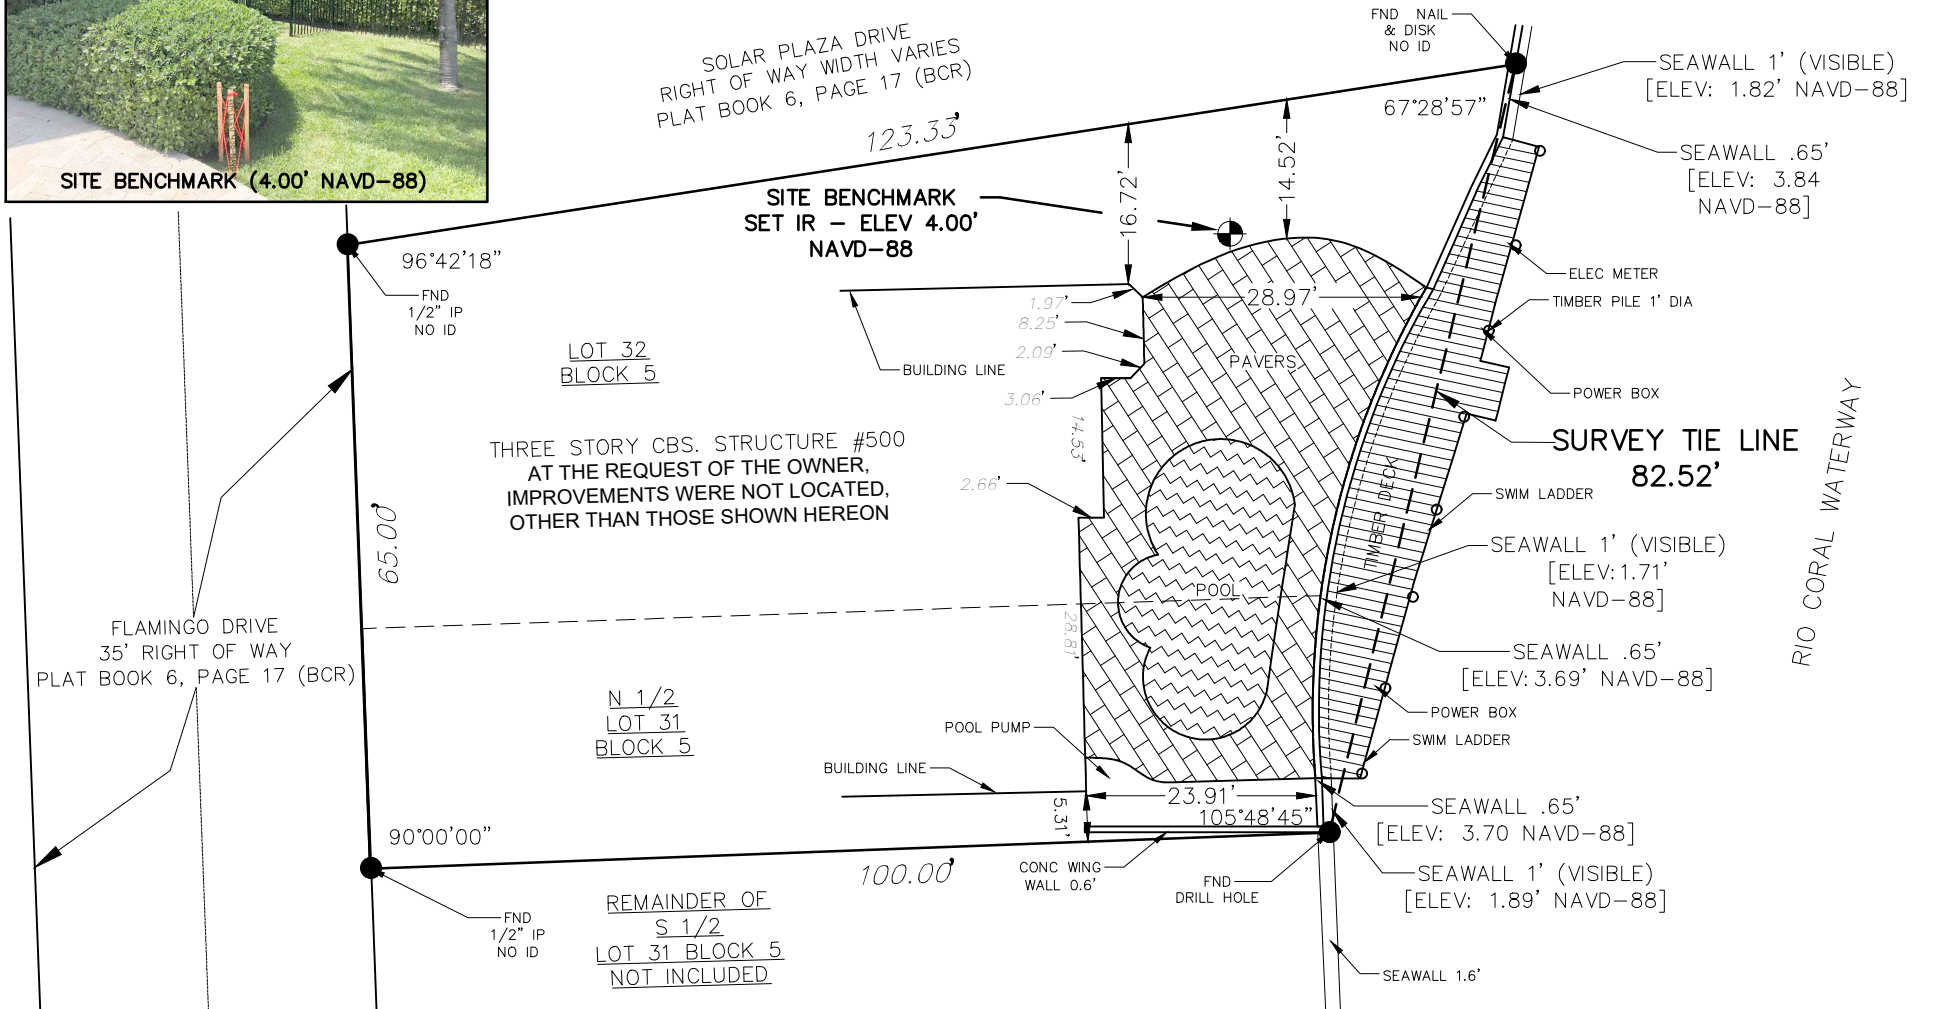 SITE BENCHMARK (4.00' NAVD-88)
SOLAR PLAZA DRIVE
RIGHT OF WAY WIDTH VARIES
PLAT BOOK 6, PAGE 17 (BCR)
123.33'
FND NAIL
& DISK
NO ID
SEAWALL 1' (VISIBLE)
[ELEV: 1.82' NAVD-88]
67°28'57"
SEAWALL .65'
[ELEV: 3.84
NAVD-88]
14.52'
16.72'
SITE BENCHMARK
SET IR - ELEV 4.00'
NAVD-88
96°42'18"
FND
1/2" IP
NO ID
ELEC METER
TIMBER PILE 1' DIA
28.97'
1.97'
8.25'
2.09'
3.06'
LOT 32
BLOCK 5
BUILDING LINE
PAVERS
POWER BOX
14.53'
THREE STORY CBS. STRUCTURE #500
AT THE REQUEST OF THE OWNER,
IMPROVEMENTS WERE NOT LOCATED,
OTHER THAN THOSE SHOWN HEREON
SURVEY TIE LINE
82.52'
RIO CORAL WATERWAY
2.66'
SWIM LADDER
TIMBER DECK
65.00'
SEAWALL 1' (VISIBLE)
[ELEV: 1.71'
NAVD-88]
POOL
FLAMINGO DRIVE
35' RIGHT OF WAY
PLAT BOOK 6, PAGE 17 (BCR)
28.81'
SEAWALL .65'
[ELEV: 3.69' NAVD-88]
N 1/2
LOT 31
BLOCK 5
POOL PUMP
POWER BOX
SWIM LADDER
BUILDING LINE
23.91'
5.31'
105°48'45"
SEAWALL .65'
[ELEV: 3.70 NAVD-88]
90°00'00"
100.00'
CONC WING
WALL 0.6'
FND
DRILL HOLE
SEAWALL 1' (VISIBLE)
[ELEV: 1.89' NAVD-88]
FND
1/2" IP
NO ID
REMAINDER OF
S 1/2
LOT 31 BLOCK 5
NOT INCLUDED
SEAWALL 1.6'